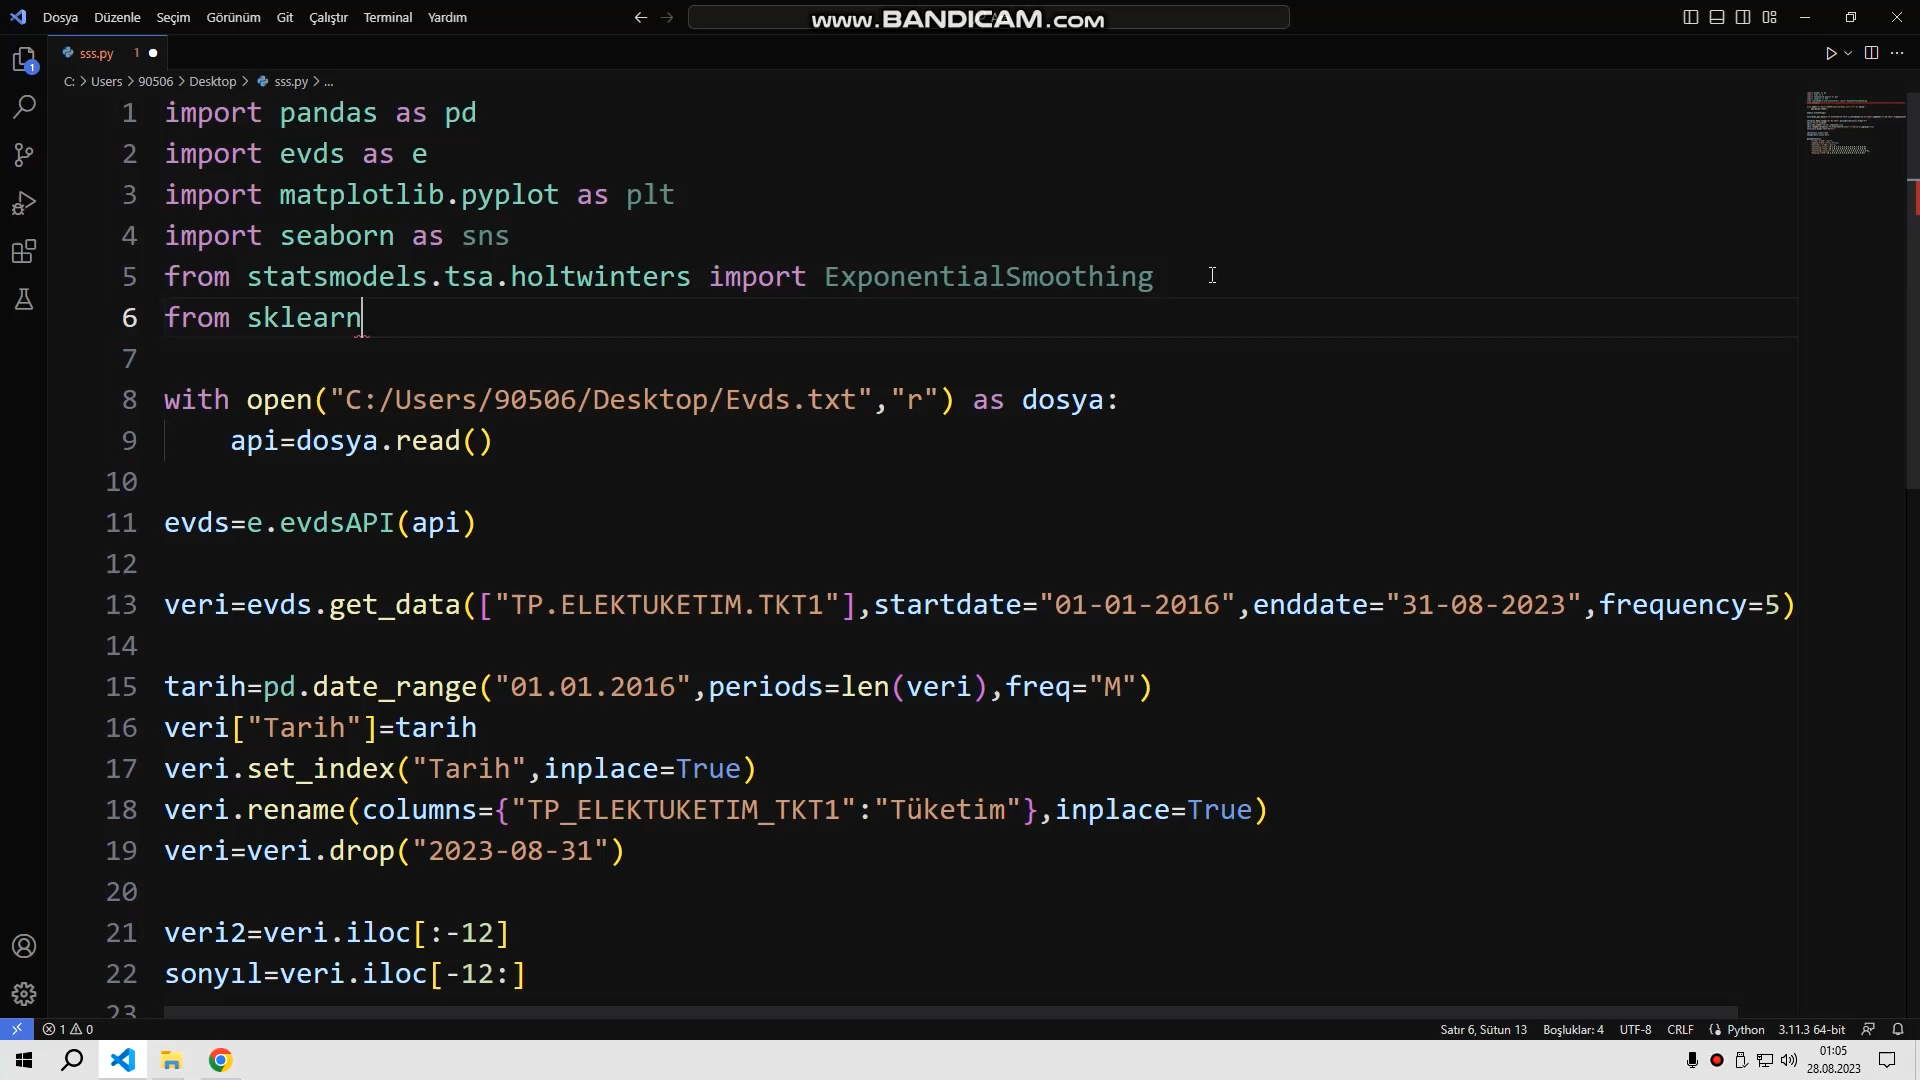 Dosya Düzenle Seçim Görünüm Git Çalıştır Terminal Yardım
www.BANDICAM.com
sss.py 1
C: > Users > 90506 > Desktop > sss.py > ...
1 import pandas as pd
2 import evds as e
3 import matplotlib.pyplot as plt
4 import seaborn as sns
5 from statsmodels.tsa.holtwinters import ExponentialSmoothing
6 from sklearn
7
8 with open("C:/Users/90506/Desktop/Evds.txt","r") as dosya:
9 api=dosya.read()
10
11 evds=e.evdsAPI(api)
12
13 veri=evds.get_data(["TP.ELEKTUKETIM.TKT1"],startdate="01-01-2016",enddate="31-08-2023",frequency=5)
14
15 tarih=pd.date_range("01.01.2016",periods=len(veri),freq="M")
16 veri["Tarih"]=tarih
17 veri.set_index("Tarih",inplace=True)
18 veri.rename(columns={"TP_ELEKTUKETIM_TKT1":"Tüketim"},inplace=True)
19 veri=veri.drop("2023-08-31")
20
21 veri2=veri.iloc[:-12]
22 sonyıl=veri.iloc[-12:]
23
1 0 Satır 6, Sütun 13 Boşluklar: 4 UTF-8 CRLF Python 3.11.3 64-bit
01:05
28.08.2023